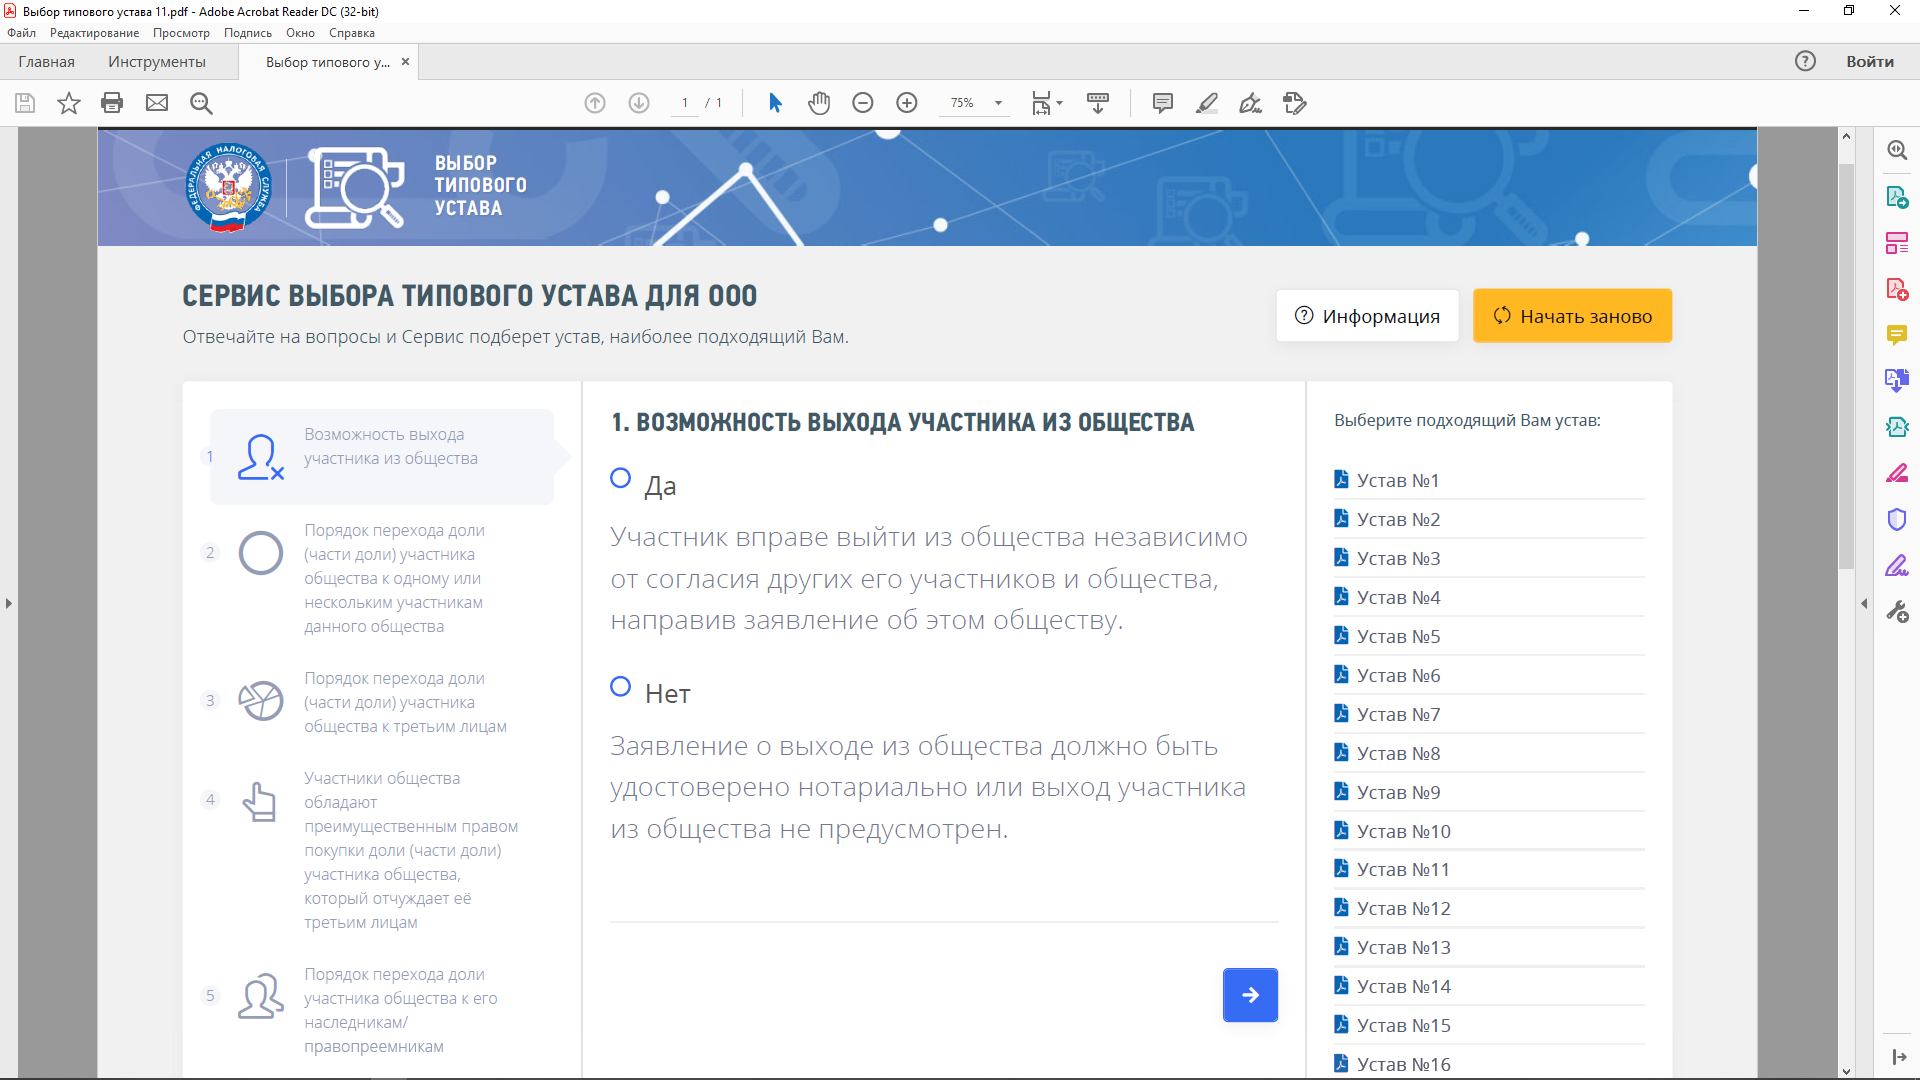 Выбор типового устава 11.pdf - Adobe Acrobat Reader DC (32-bit)
Файл Редактирование Просмотр Подпись Окно Справка
Главная Инструменты Выбор типового у... × Войти
1 / 1 75%
ФЕДЕРАЛЬНАЯ НАЛОГОВАЯ СЛУЖБА
ВЫБОР
ТИПОВОГО
УСТАВА
СЕРВИС ВЫБОРА ТИПОВОГО УСТАВА ДЛЯ ООО
Отвечайте на вопросы и Сервис подберет устав, наиболее подходящий Вам.
Информация
Начать заново
1
Возможность выхода
участника из общества
2
Порядок перехода доли
(части доли) участника
общества к одному или
нескольким участникам
данного общества
3
Порядок перехода доли
(части доли) участника
общества к третьим лицам
4
Участники общества
обладают
преимущественным правом
покупки доли (части доли)
участника общества,
который отчуждает её
третьим лицам
5
Порядок перехода доли
участника общества к его
наследникам/
правопреемникам
1. ВОЗМОЖНОСТЬ ВЫХОДА УЧАСТНИКА ИЗ ОБЩЕСТВА
Да
Участник вправе выйти из общества независимо
от согласия других его участников и общества,
направив заявление об этом обществу.
Нет
Заявление о выходе из общества должно быть
удостоверено нотариально или выход участника
из общества не предусмотрен.
Выберите подходящий Вам устав:
Устав №1
Устав №2
Устав №3
Устав №4
Устав №5
Устав №6
Устав №7
Устав №8
Устав №9
Устав №10
Устав №11
Устав №12
Устав №13
Устав №14
Устав №15
Устав №16